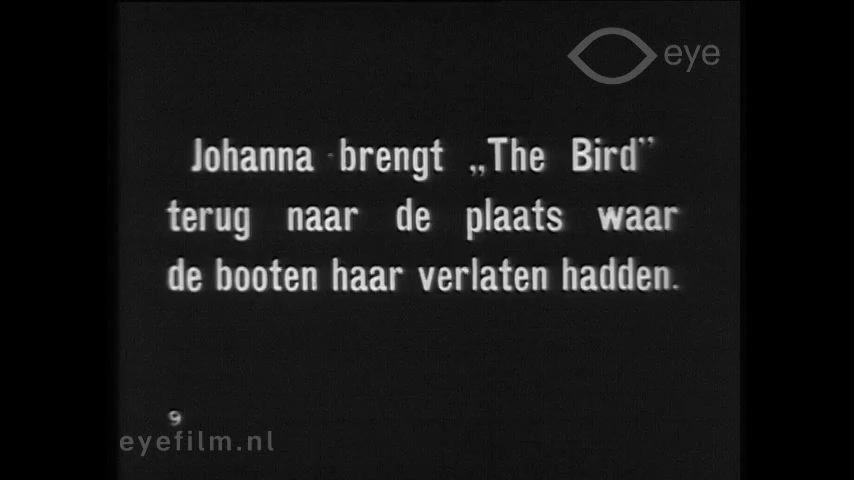 eye
Johanna brengt „The Bird”
terug naar de plaats waar
de booten haar verlaten hadden.
9
eyefilm.nl